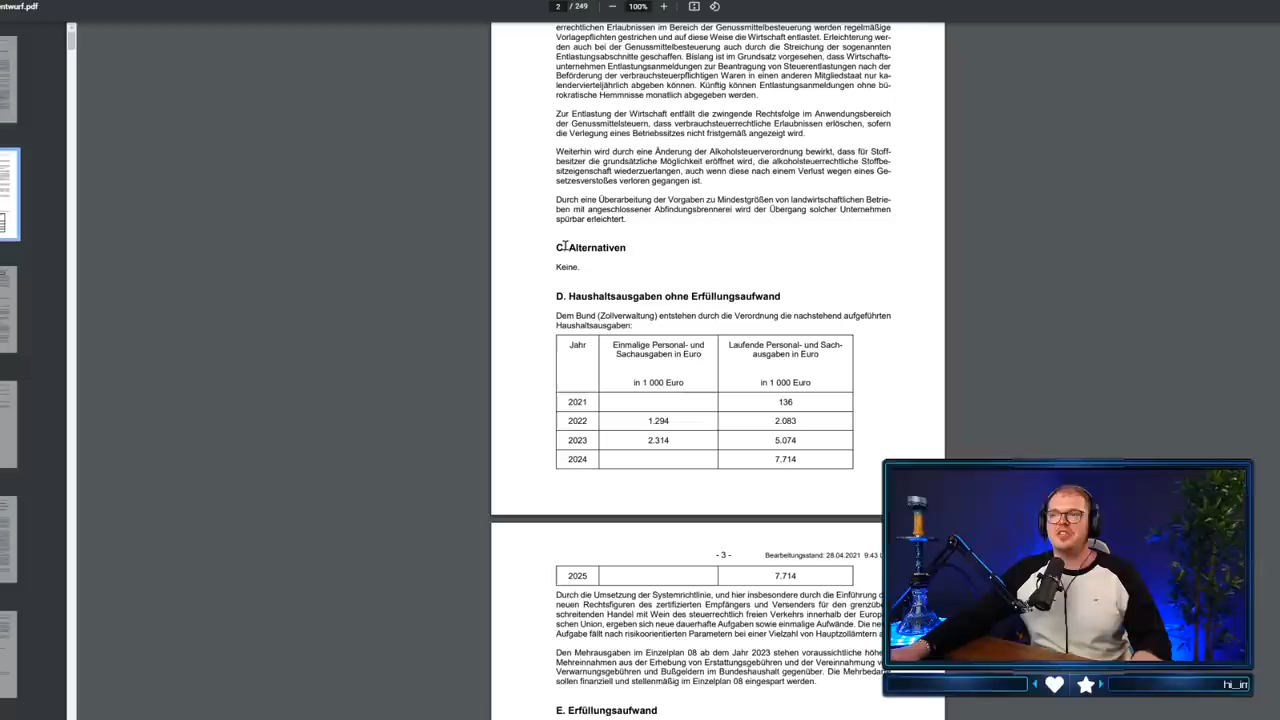 entwurf.pdf
2 / 249
100%
errechtlichen Erlaubnissen im Bereich der Genussmittelbesteuerung werden regelmäßige
Vorlagepflichten gestrichen und auf diese Weise die Wirtschaft entlastet. Erleichterung wer-
den auch bei der Genussmittelbesteuerung auch durch die Streichung der sogenannten
Entlastungsabschnitte geschaffen. Bislang ist im Grundsatz vorgesehen, dass Wirtschafts-
unternehmen Entlastungsanmeldungen zur Beantragung von Steuerentlastungen nach der
Beförderung der verbrauchsteuerpflichtigen Waren in einen anderen Mitgliedstaat nur ka-
lendervierteljährlich abgeben können. Künftig können Entlastungsanmeldungen ohne bü-
rokratische Hemmnisse monatlich abgegeben werden.
Zur Entlastung der Wirtschaft entfällt die zwingende Rechtsfolge im Anwendungsbereich
der Genussmittelsteuern, dass verbrauchsteuerrechtliche Erlaubnissen erlöschen, sofern
die Verlegung eines Betriebssitzes nicht fristgemäß angezeigt wird.
Weiterhin wird durch eine Änderung der Alkoholsteuerverordnung bewirkt, dass für Stoff-
besitzer die grundsätzliche Möglichkeit eröffnet wird, die alkoholsteuerrechtliche Stoffbe-
sitzeigenschaft wiederzuerlangen, auch wenn diese nach einem Verlust wegen eines Ge-
setzesverstoßes verloren gegangen ist.
Durch eine Überarbeitung der Vorgaben zu Mindestgrößen von landwirtschaftlichen Betrie-
ben mit angeschlossener Abfindungsbrennerei wird der Übergang solcher Unternehmen
spürbar erleichtert.
C. Alternativen
Keine.
D. Haushaltsausgaben ohne Erfüllungsaufwand
Dem Bund (Zollverwaltung) entstehen durch die Verordnung die nachstehend aufgeführten
Haushaltsausgaben:
Jahr Einmalige Personal- und Laufende Personal- und Sach-
Sachausgaben in Euro ausgaben in Euro
in 1 000 Euro in 1 000 Euro
2021 136
2022 1.294 2.083
2023 2.314 5.074
2024 7.714
- 3 - Bearbeitungsstand: 28.04.2021 9:43
2025 7.714
Durch die Umsetzung der Systemrichtlinie, und hier insbesondere durch die Einführung
neuen Rechtsfiguren des zertifizierten Empfängers und Versenders für den grenzübe
schreitenden Handel mit Wein des steuerrechtlich freien Verkehrs innerhalb der Europ
schen Union, ergeben sich neue dauerhafte Aufgaben sowie einmalige Aufwände. Die ne
Aufgabe fällt nach risikoorientierten Parametern bei einer Vielzahl von Hauptzollämtern a
Den Mehrausgaben im Einzelplan 08 ab dem Jahr 2023 stehen voraussichtliche höhe
Mehreinnahmen aus der Erhebung von Erstattungsgebühren und der Vereinnahmung v
Verwarnungsgebühren und Bußgeldern im Bundeshaushalt gegenüber. Die Mehrbeda
sollen finanziell und stellenmäßig im Einzelplan 08 eingespart werden.
E. Erfüllungsaufwand